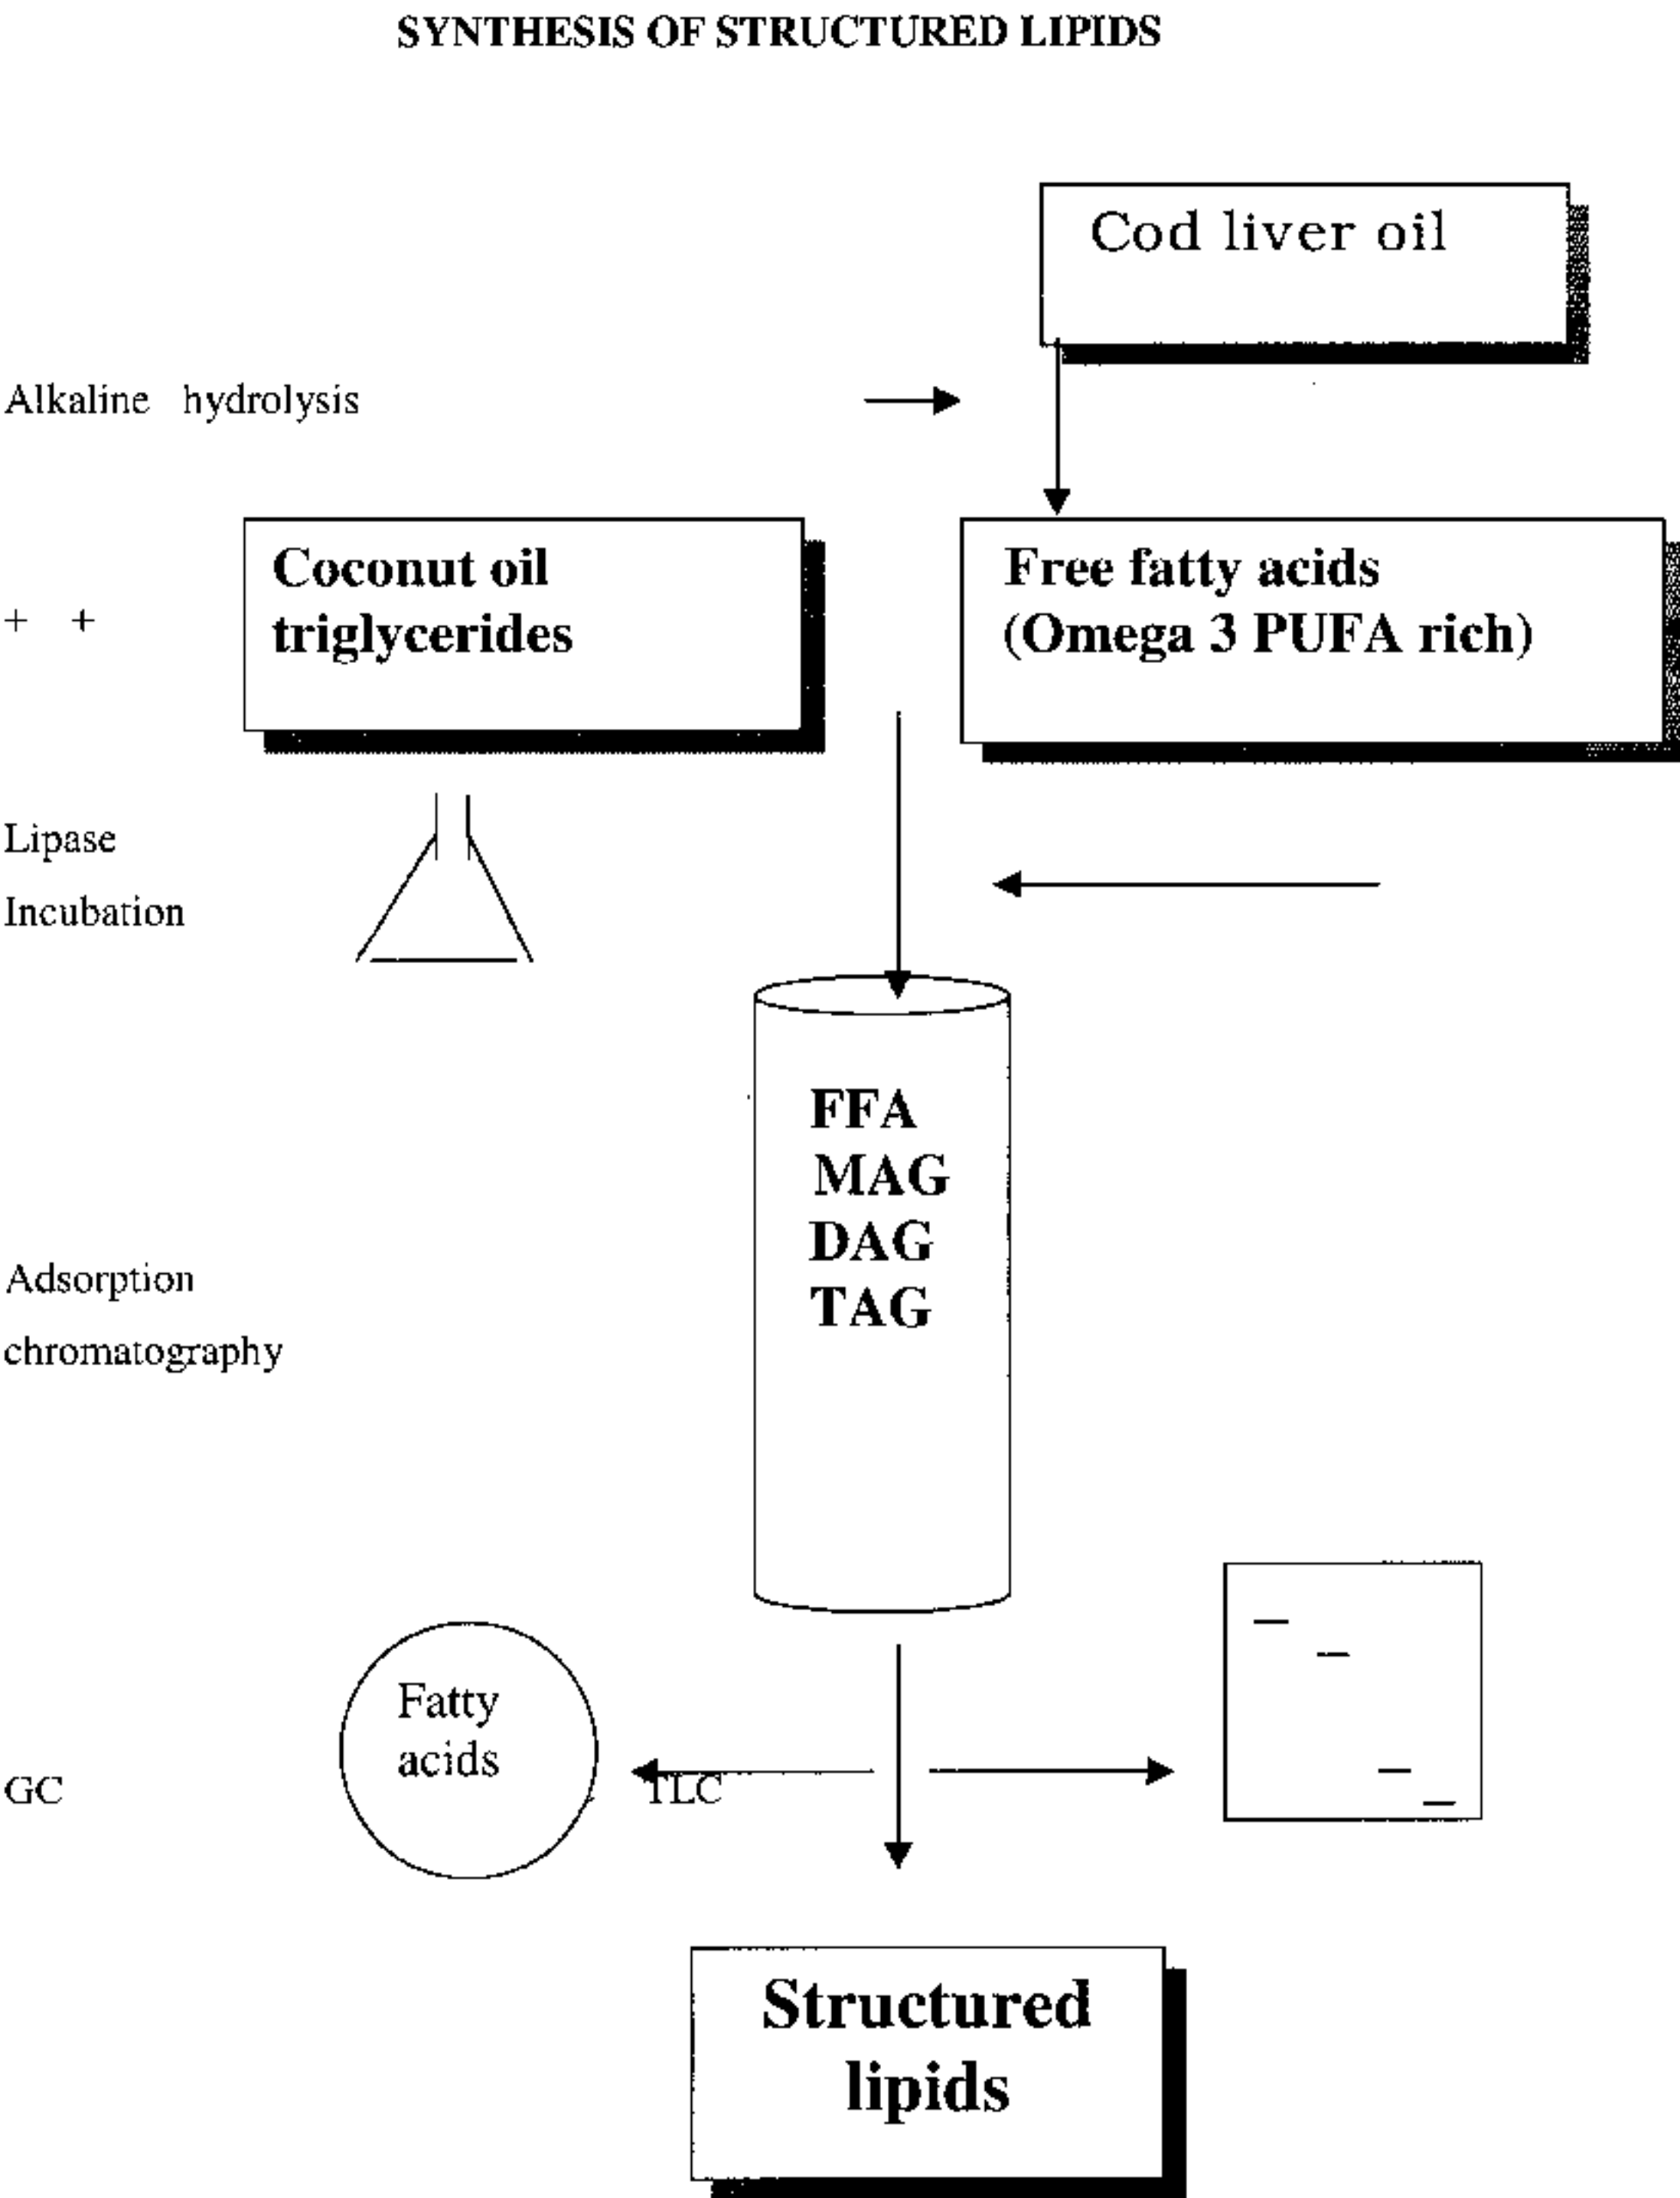 SYNTHESIS OF STRUCTURED LIPIDS
Cod liver oil
Alkaline hydrolysis
Coconut oil
triglycerides
Free fatty acids
(Omega 3 PUFA rich)
+ +
Lipase
Incubation
FFA
MAG
DAG
TAG
Adsorption
chromatography
Fatty
acids
GC
TLC
Structured
lipids